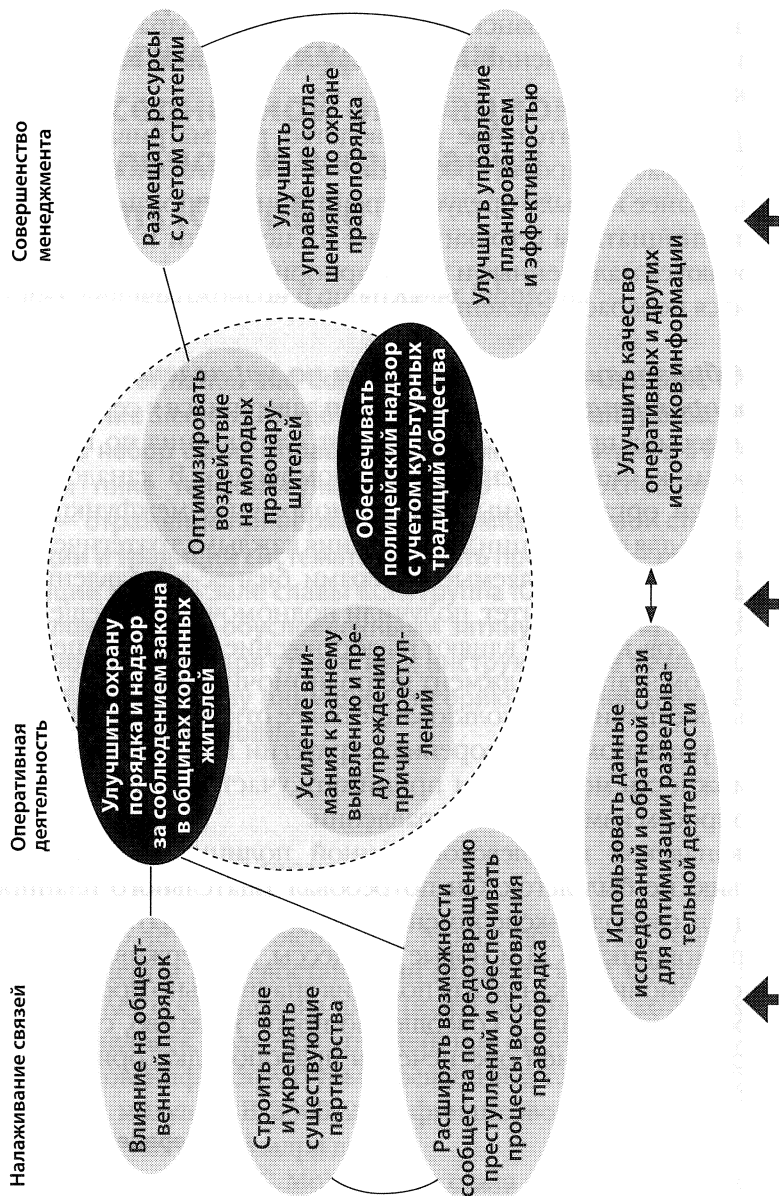 Налаживание связей
Оперативная
деятельность
Совершенство
менеджмента
Влияние на общест-
венный порядок
Улучшить охрану
порядка и надзор
за соблюдением закона
в общинах коренных
жителей
Оптимизировать
воздействие
на молодых
правонару-
шителей
Размещать ресурсы
с учетом стратегии
Строить новые
и укреплять
существующие
партнерства
Усиление вни-
мания к раннему
выявлению и пре-
дупреждению
причин преступ-
лений
Обеспечивать
полицейский надзор
с учетом культурных
традиций общества
Улучшить
управление согла-
шениями по охране
правопорядка
Расширять возможности
сообщества по предотвращению
преступлений и обеспечивать
процессы восстановления
правопорядка
Улучшить управление
планированием
и эффективностью
Использовать данные
исследований и обратной связи
для оптимизации разведыва-
тельной деятельности
Улучшить качество
оперативных и других
источников информации